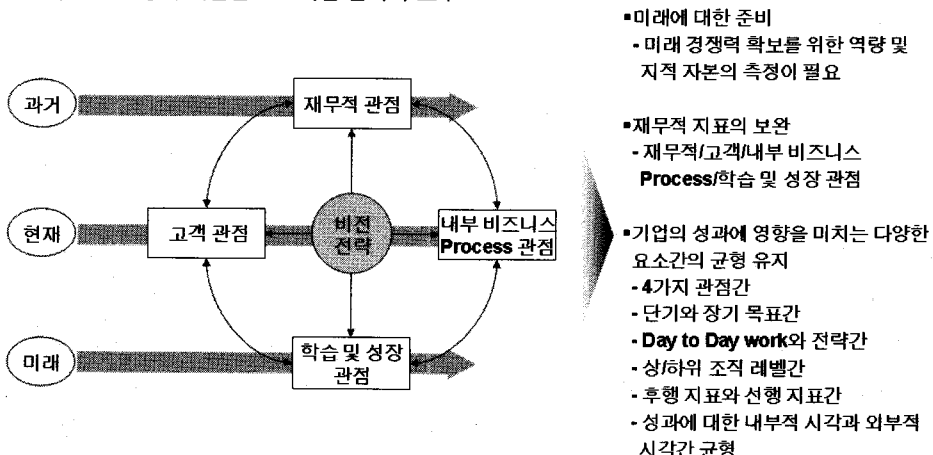 과거
재무적 관점
현재
고객 관점
비전
전략
내부 비즈니스
Process 관점
미래
학습 및 성장
관점
▪미래에 대한 준비
- 미래 경쟁력 확보를 위한 역량 및
지적 자본의 측정이 필요
▪재무적 지표의 보완
- 재무적/고객/내부 비즈니스
Process/학습 및 성장 관점
▪기업의 성과에 영향을 미치는 다양한
요소간의 균형 유지
- 4가지 관점간
- 단기와 장기 목표간
- Day to Day work와 전략간
- 상/하위 조직 레벨간
- 후행 지표와 선행 지표간
- 성과에 대한 내부적 시각과 외부적
시각간 균형